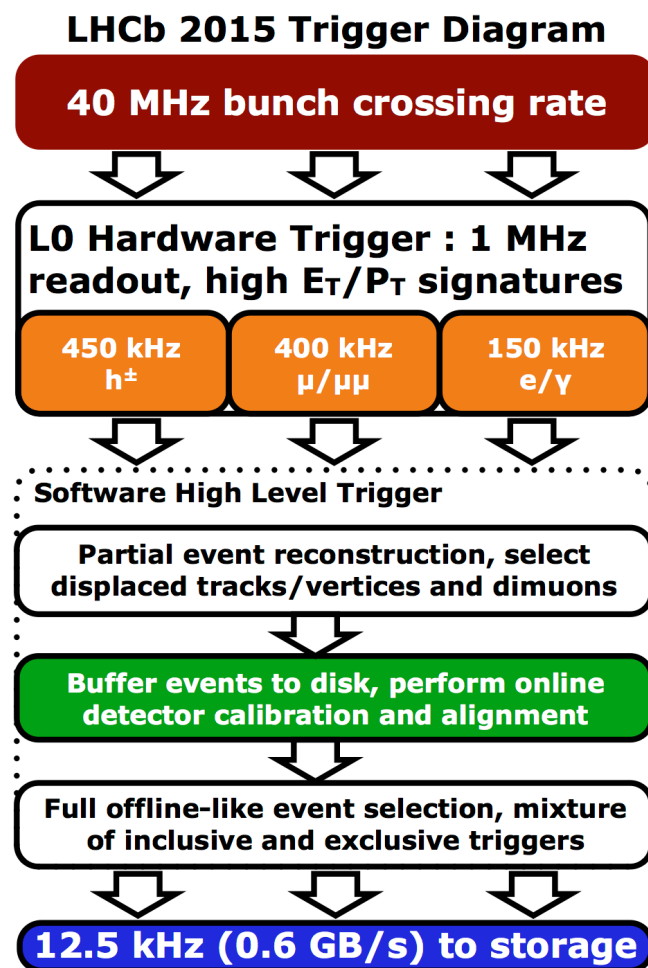 LHCb 2015 Trigger Diagram
40 MHz bunch crossing rate
L0 Hardware Trigger : 1 MHz
readout, high E_T/P_T signatures
450 kHz
h±
400 kHz
μ/μμ
150 kHz
e/γ
Software High Level Trigger
Partial event reconstruction, select
displaced tracks/vertices and dimuons
Buffer events to disk, perform online
detector calibration and alignment
Full offline-like event selection, mixture
of inclusive and exclusive triggers
12.5 kHz (0.6 GB/s) to storage